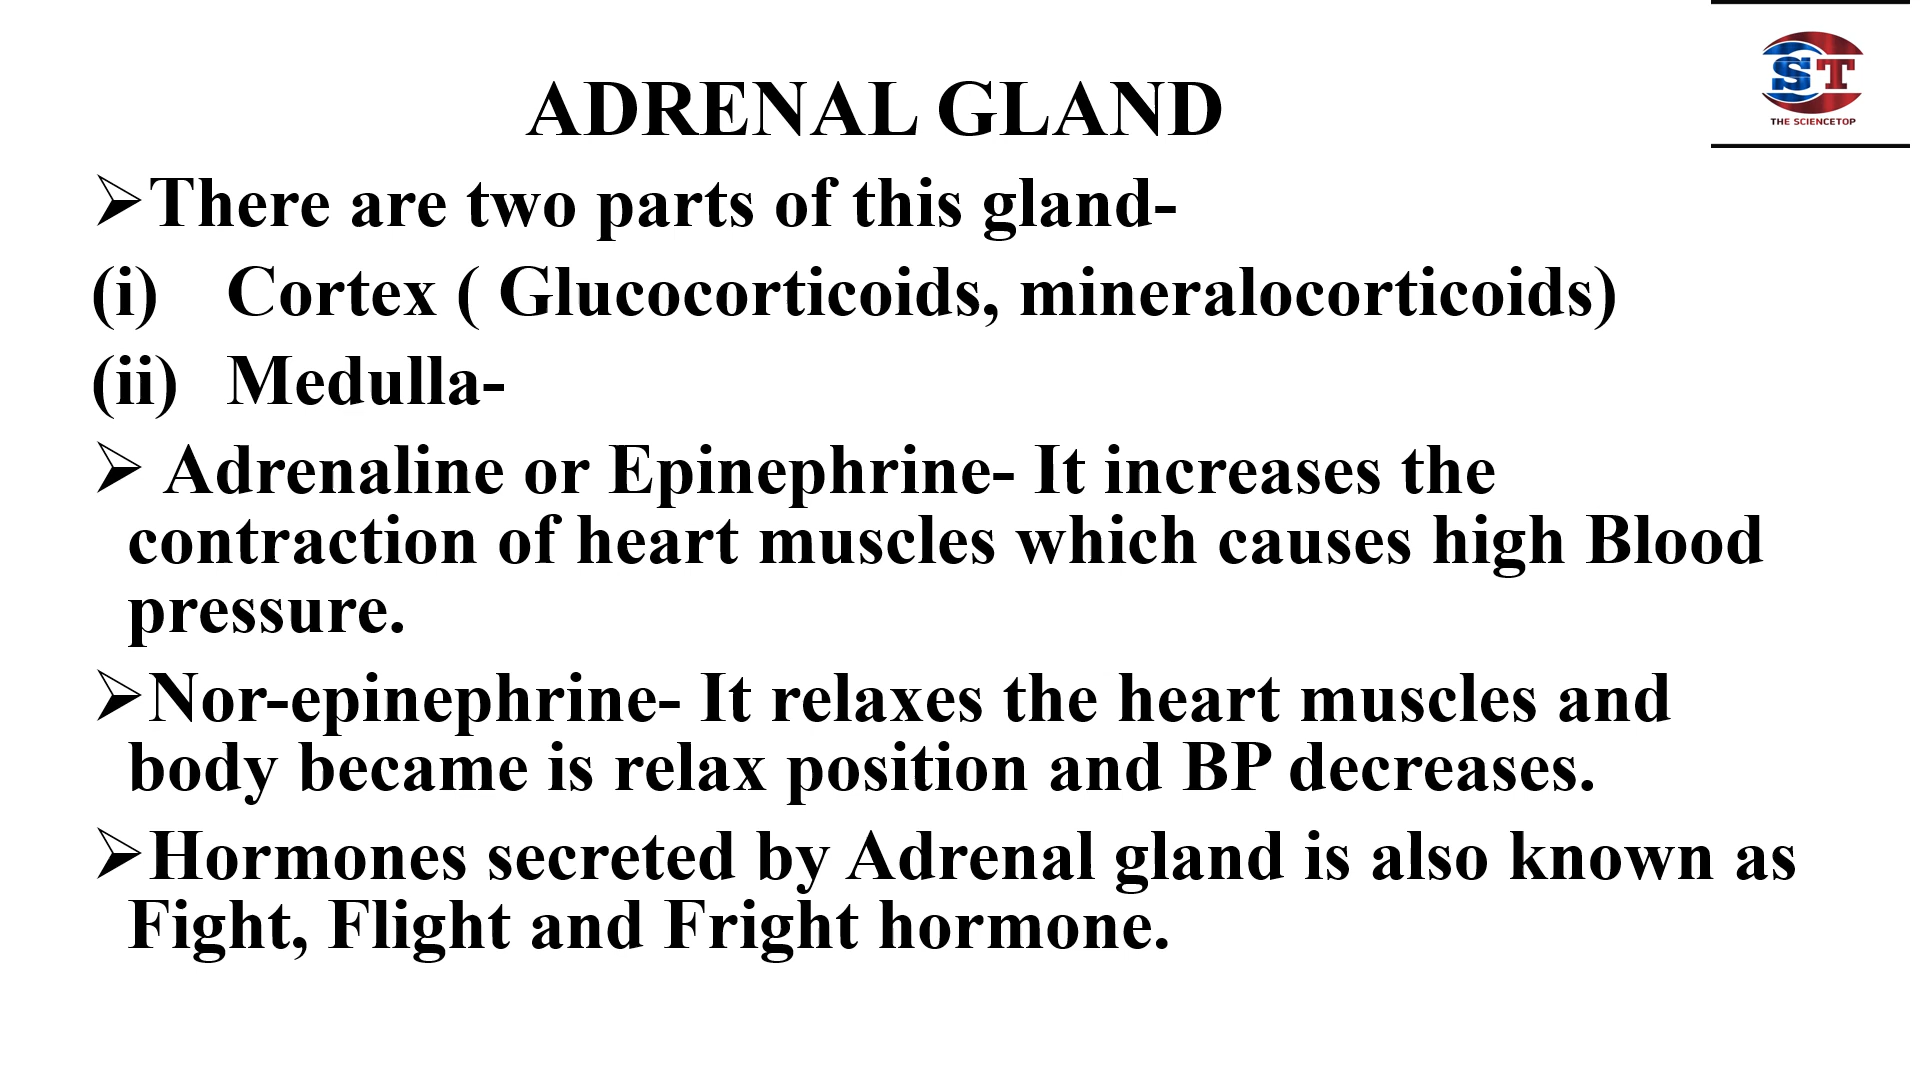 ST
THE SCIENCETOP
ADRENAL GLAND
➢There are two parts of this gland-
(i) Cortex ( Glucocorticoids, mineralocorticoids)
(ii) Medulla-
➢ Adrenaline or Epinephrine- It increases the
contraction of heart muscles which causes high Blood
pressure.
➢Nor-epinephrine- It relaxes the heart muscles and
body became is relax position and BP decreases.
➢Hormones secreted by Adrenal gland is also known as
Fight, Flight and Fright hormone.